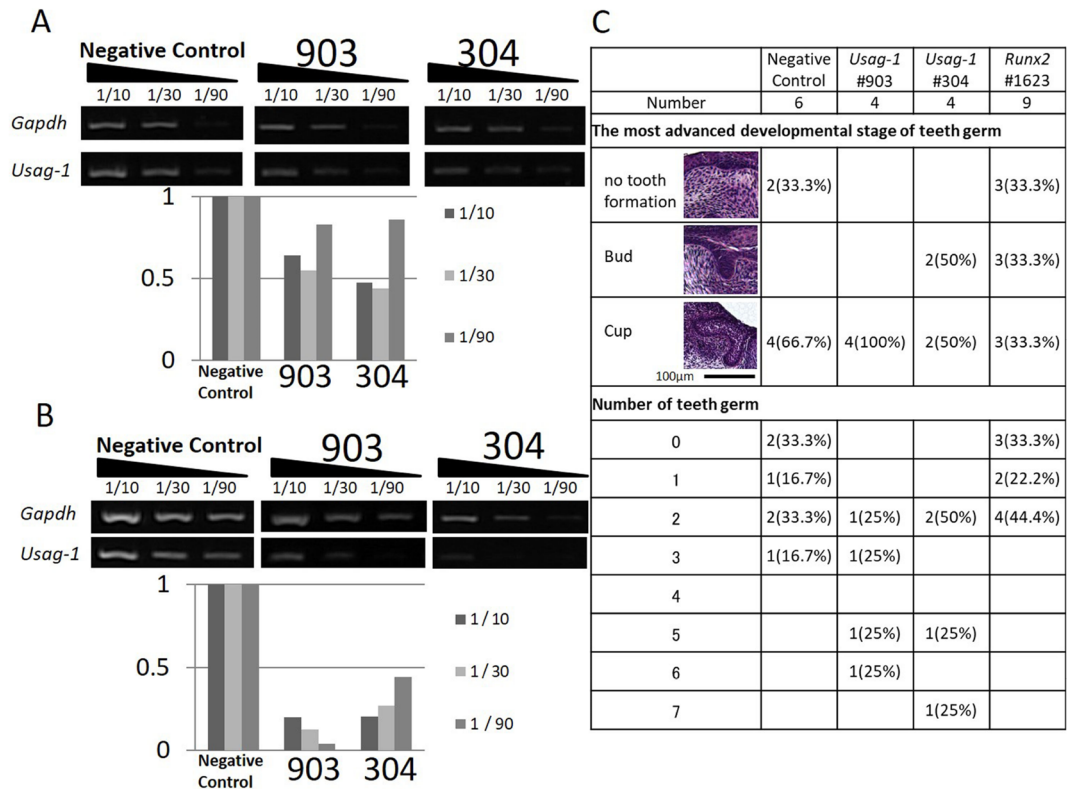 A
Negative Control 903 304
1/10 1/30 1/90 1/10 1/30 1/90 1/10 1/30 1/90
Gapdh
Usag-1
1
0.5
0
1/10
1/30
1/90
Negative
Control
903 304
B
Negative Control 903 304
1/10 1/30 1/90 1/10 1/30 1/90 1/10 1/30 1/90
Gapdh
Usag-1
1
0.5
0
1 / 10
1 / 30
1 / 90
Negative
Control
903 304
C
Negative Usag-1 Usag-1 Runx2
Control #903 #304 #1623
Number 6 4 4 9
The most advanced developmental stage of teeth germ
no tooth
formation 2(33.3%) 3(33.3%)
Bud 2(50%) 3(33.3%)
Cup 4(66.7%) 4(100%) 2(50%) 3(33.3%)
100μm
Number of teeth germ
0 2(33.3%) 3(33.3%)
1 1(16.7%) 2(22.2%)
2 2(33.3%) 1(25%) 2(50%) 4(44.4%)
3 1(16.7%) 1(25%)
4
5 1(25%) 1(25%)
6 1(25%)
7 1(25%)